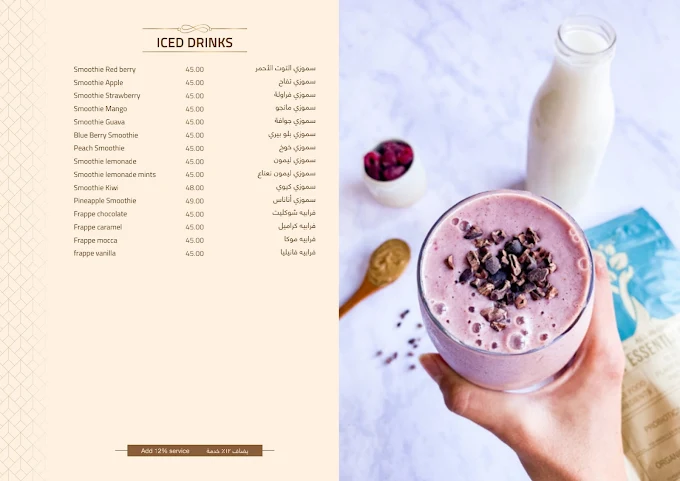 ICED DRINKS
Smoothie Red berry 45.00 سموزي التوت الأحمر
Smoothie Apple 45.00 سموزي تفاح
Smoothie Strawberry 45.00 سموزي فراولة
Smoothie Mango 45.00 سموزي مانجو
Smoothie Guava 45.00 سموزي جوافة
Blue Berry Smoothie 45.00 سموزي بلو بيري
Peach Smoothie 45.00 سموزي خوخ
Smoothie lemonade 45.00 سموزي ليمون
Smoothie lemonade mints 45.00 سموزي ليمون نعناع
Smoothie Kiwi 48.00 سموزي كيوي
Pineapple Smoothie 49.00 سموزي أناناس
Frappe chocolate 45.00 فرابيه شوكليت
Frappe caramel 45.00 فرابيه كراميل
Frappe mocca 45.00 فرابيه موكا
frappe vanilla 45.00 فرابيه فانيليا
Add 12% service يضاف ١٢٪ خدمة
ESSENTI
PROBIOTIC
ORGAN